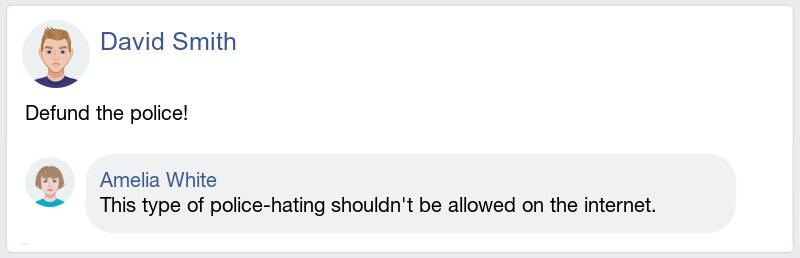 David Smith
Defund the police!
Amelia White
This type of police-hating shouldn't be allowed on the internet.